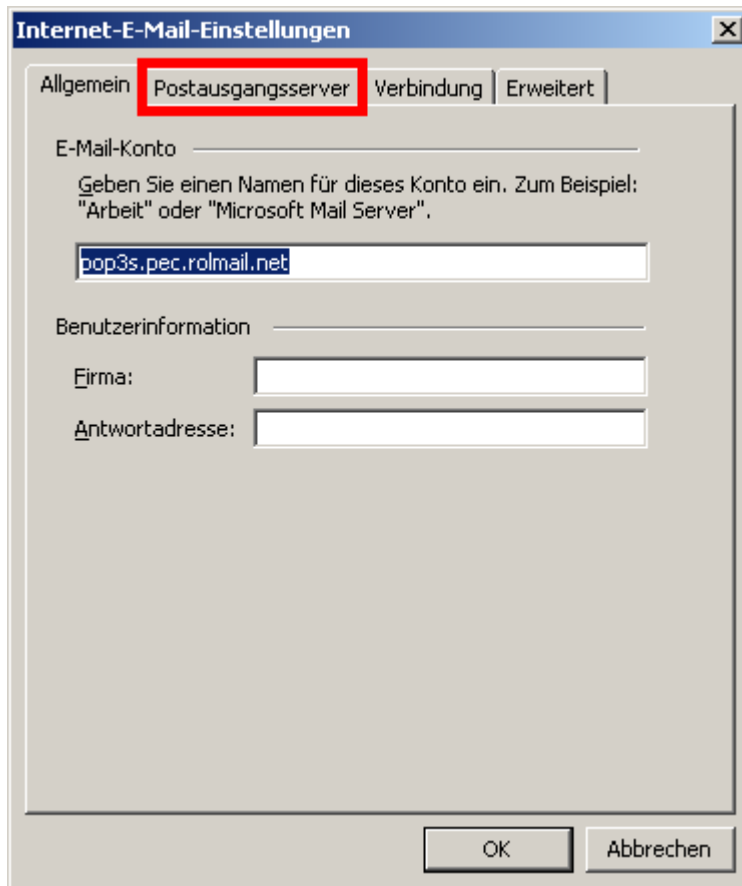 Internet-E-Mail-Einstellungen
Allgemein Postausgangsserver Verbindung Erweitert
E-Mail-Konto
Geben Sie einen Namen für dieses Konto ein. Zum Beispiel:
"Arbeit" oder "Microsoft Mail Server".
pop3s.pec.rolmail.net
Benutzerinformation
Firma:
Antwortadresse:
OK Abbrechen